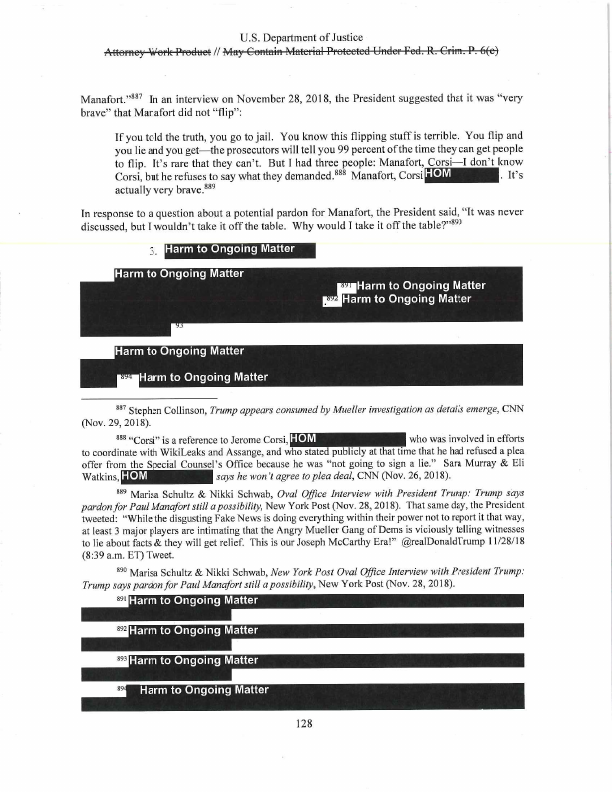 U.S. Department of Justice
Attorney Work Product // May Contain Material Protected Under Fed. R. Crim. P. 6(e)
Manafort."887 In an interview on November 28, 2018, the President suggested that it was "very
brave" that Manafort did not "flip":
If you told the truth, you go to jail. You know this flipping stuff is terrible. You flip and
you lie and you get—the prosecutors will tell you 99 percent of the time they can get people
to flip. It's rare that they can't. But I had three people: Manafort, Corsi—I don't know
Corsi, but he refuses to say what they demanded.888 Manafort, Corsi HOM . It's
actually very brave.889
In response to a question about a potential pardon for Manafort, the President said, "It was never
discussed, but I wouldn't take it off the table. Why would I take it off the table?"893
3. Harm to Ongoing Matter
Harm to Ongoing Matter
891 Harm to Ongoing Matter
892 Harm to Ongoing Matter
93
Harm to Ongoing Matter
894 Harm to Ongoing Matter
887 Stephen Collinson, Trump appears consumed by Mueller investigation as details emerge, CNN
(Nov. 29, 2018).
888 "Corsi" is a reference to Jerome Corsi, HOM who was involved in efforts
to coordinate with WikiLeaks and Assange, and who stated publicly at that time that he had refused a plea
offer from the Special Counsel's Office because he was "not going to sign a lie." Sara Murray & Eli
Watkins, HOM says he won't agree to plea deal, CNN (Nov. 26, 2018).
889 Marisa Schultz & Nikki Schwab, Oval Office Interview with President Trump: Trump says
pardon for Paul Manafort still a possibility, New York Post (Nov. 28, 2018). That same day, the President
tweeted: "While the disgusting Fake News is doing everything within their power not to report it that way,
at least 3 major players are intimating that the Angry Mueller Gang of Dems is viciously telling witnesses
to lie about facts & they will get relief. This is our Joseph McCarthy Era!" @realDonaldTrump 11/28/18
(8:39 a.m. ET) Tweet.
890 Marisa Schultz & Nikki Schwab, New York Post Oval Office Interview with President Trump:
Trump says pardon for Paul Manafort still a possibility, New York Post (Nov. 28, 2018).
891 Harm to Ongoing Matter
892 Harm to Ongoing Matter
893 Harm to Ongoing Matter
894 Harm to Ongoing Matter
128